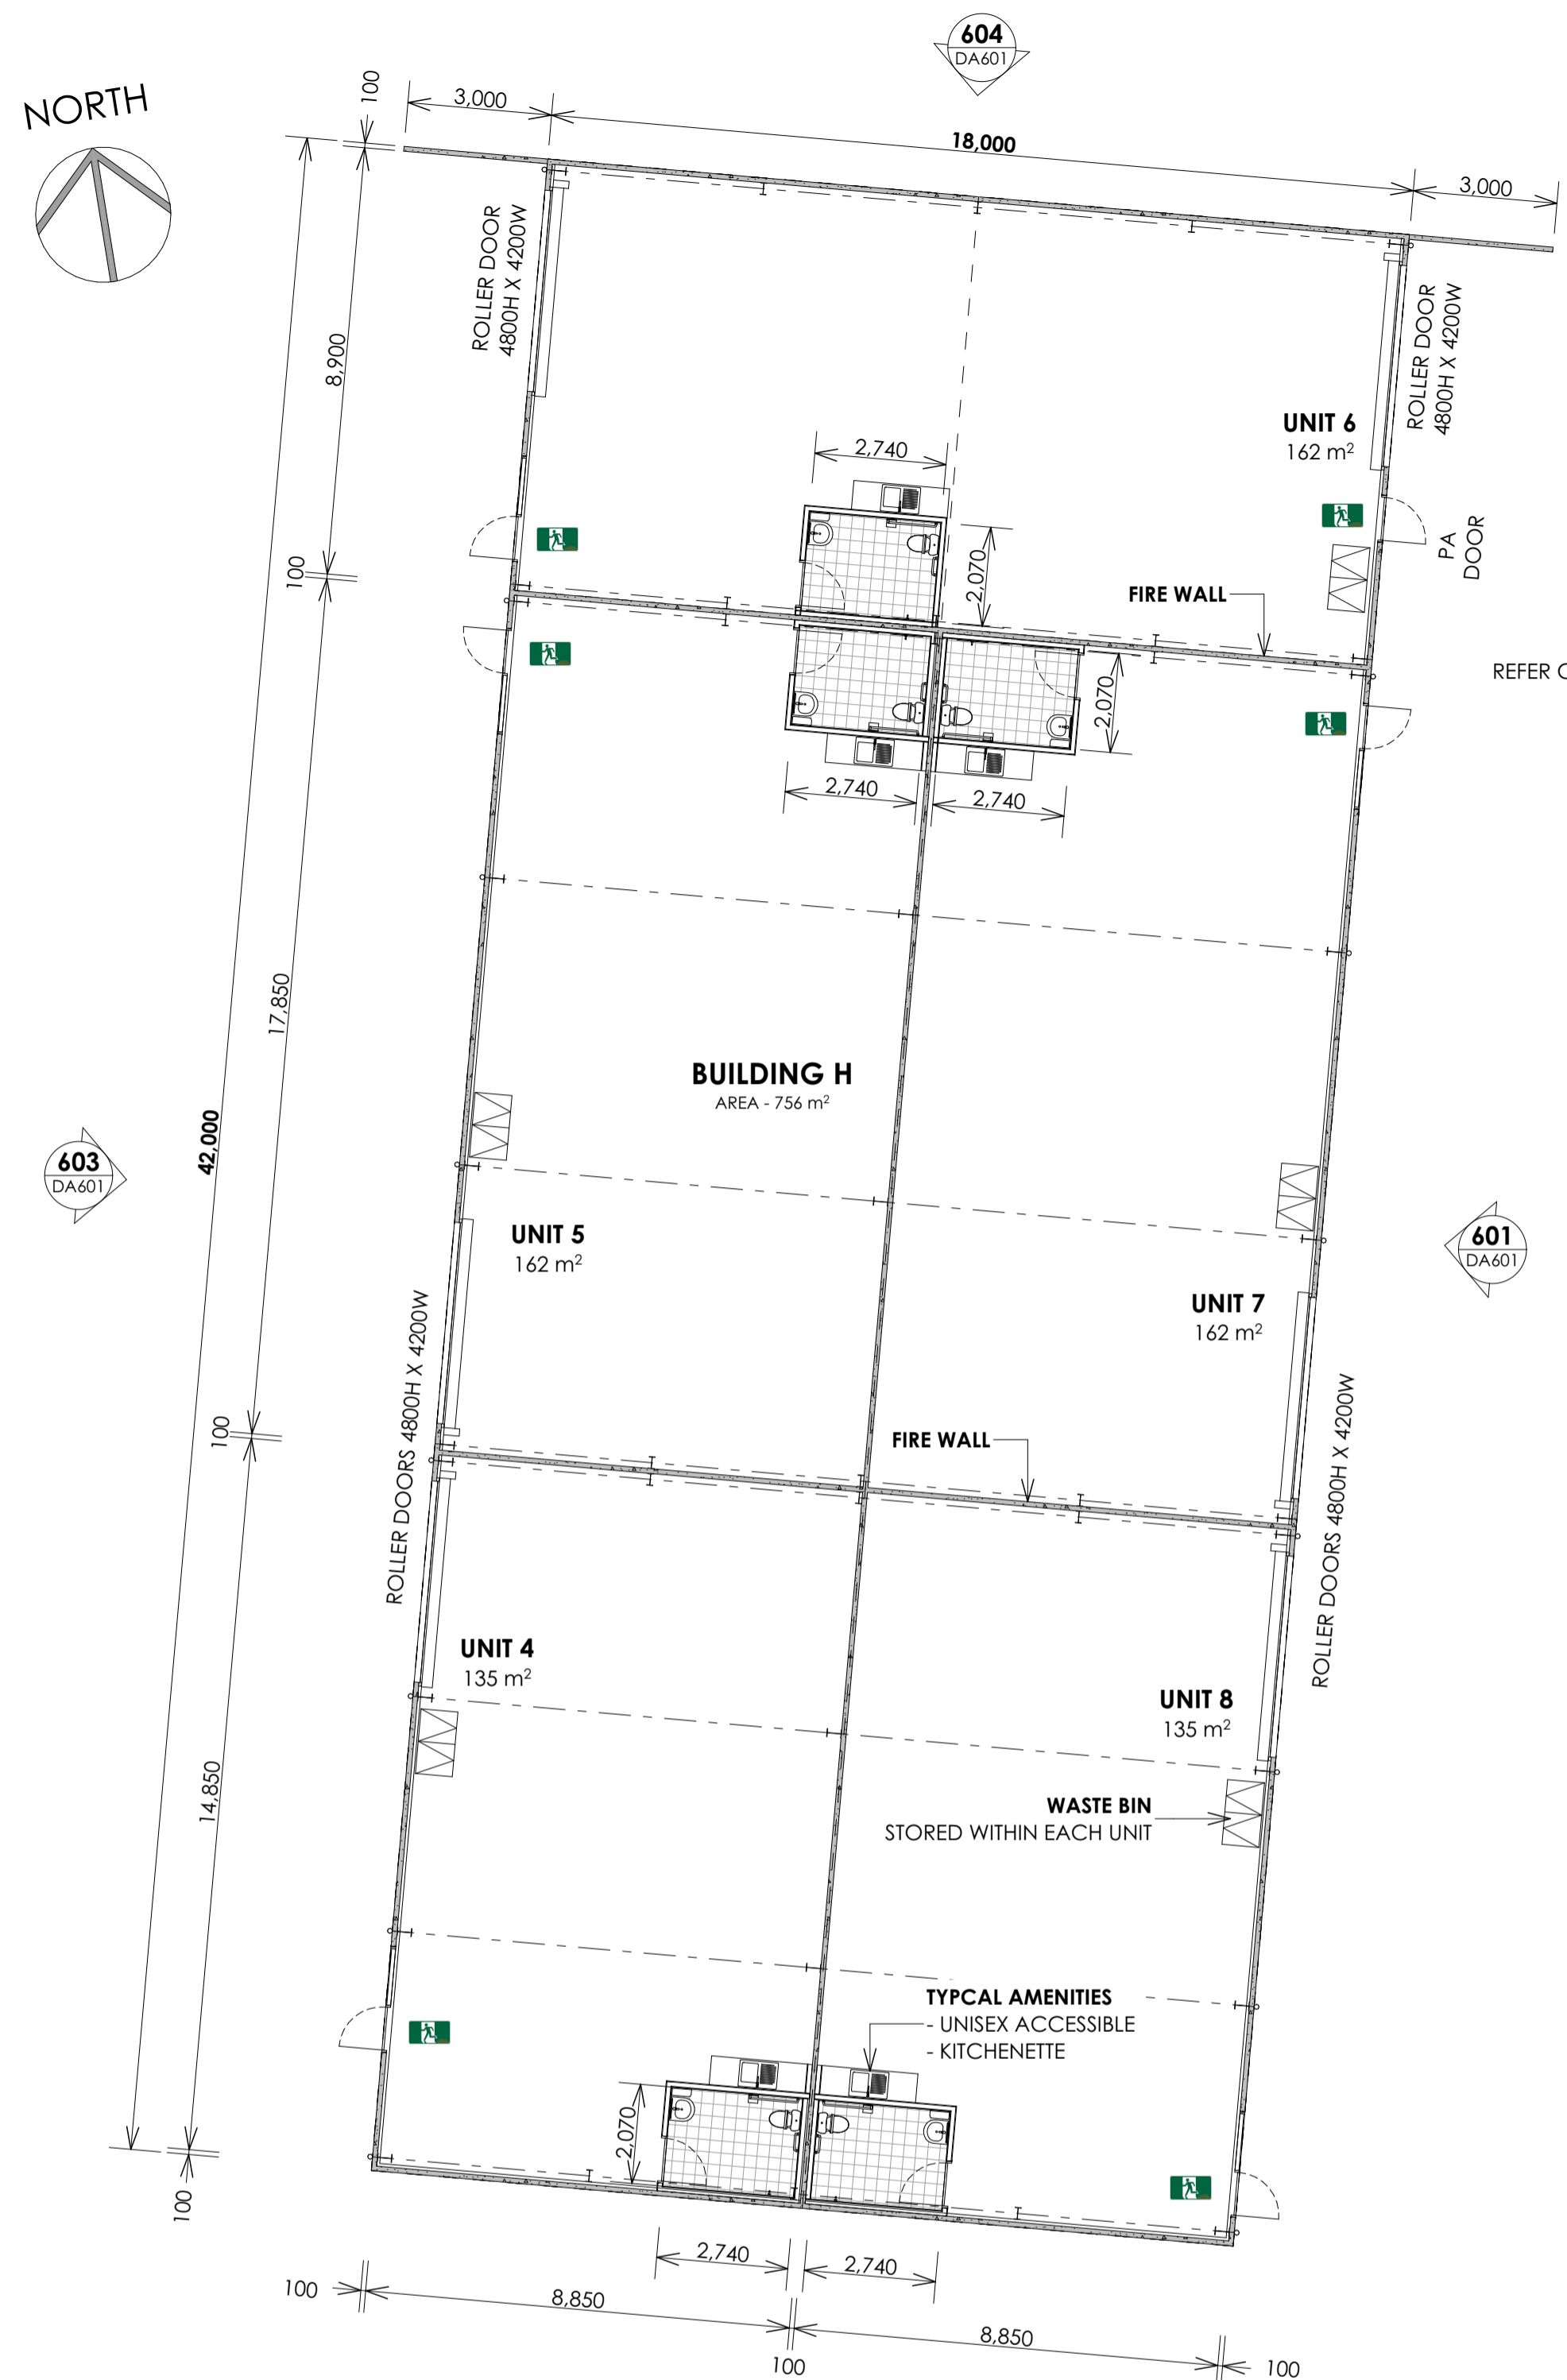 604
DA601
NORTH
100
3,000
18,000
3,000
ROLLER DOOR
4800H X 4200W
ROLLER DOOR
4800H X 4200W
8,900
UNIT 6
162 m²
2,740
PA
DOOR
2,070
100
FIRE WALL
REFER
2,070
2,740
2,740
17,850
BUILDING H
AREA - 756 m²
42,000
603
DA601
UNIT 5
162 m²
601
DA601
UNIT 7
162 m²
ROLLER DOORS 4800H X 4200W
ROLLER DOORS 4800H X 4200W
100
FIRE WALL
UNIT 4
135 m²
UNIT 8
135 m²
14,850
WASTE BIN
STORED WITHIN EACH UNIT
TYPCAL AMENITIES
- UNISEX ACCESSIBLE
- KITCHENETTE
2,070
100
2,740
2,740
100
8,850
8,850
100
100